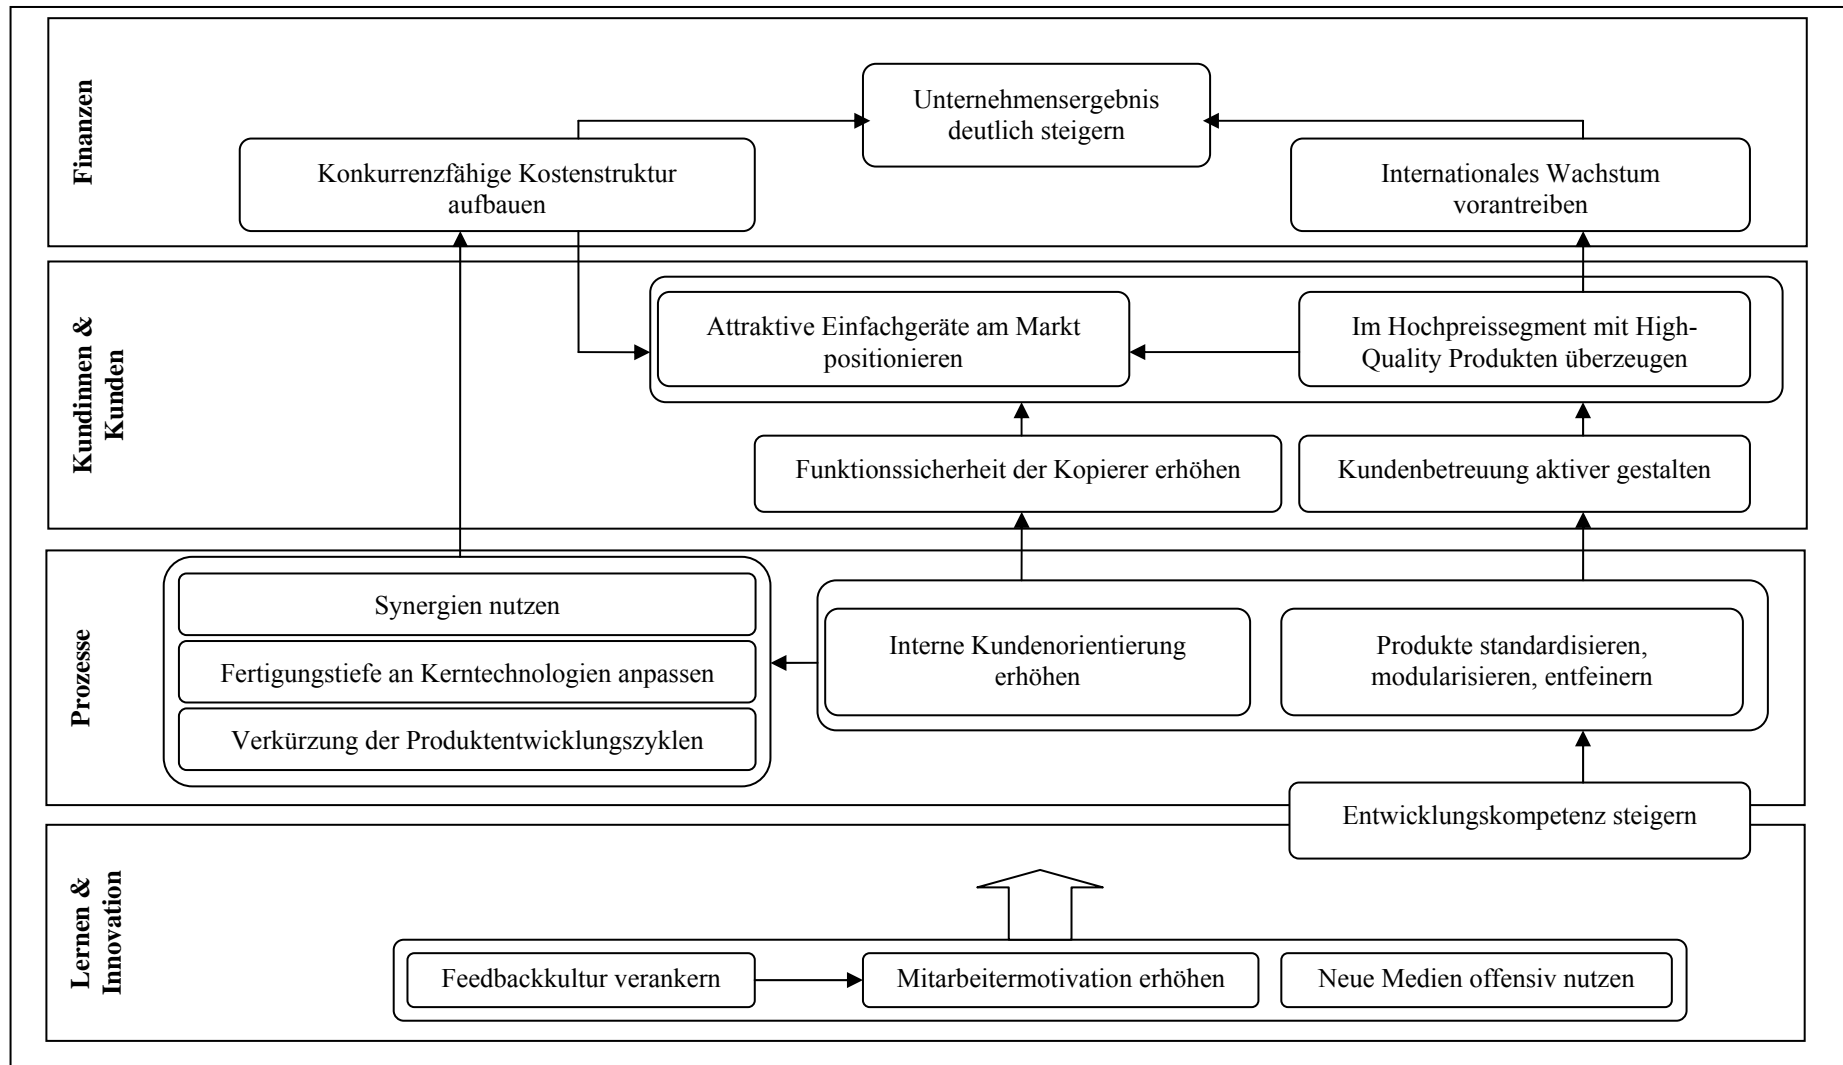 Finanzen
Unternehmensergebnis
deutlich steigern
Konkurrenzfähige Kostenstruktur
aufbauen
Internationales Wachstum
vorantreiben
Kundinnen &
Kunden
Attraktive Einfachgeräte am Markt
positionieren
Im Hochpreissegment mit High-
Quality Produkten überzeugen
Funktionssicherheit der Kopierer erhöhen
Kundenbetreuung aktiver gestalten
Prozesse
Synergien nutzen
Fertigungstiefe an Kerntechnologien anpassen
Verkürzung der Produktentwicklungszyklen
Interne Kundenorientierung
erhöhen
Produkte standardisieren,
modularisieren, entfeinern
Entwicklungskompetenz steigern
Lernen &
Innovation
Feedbackkultur verankern
Mitarbeitermotivation erhöhen
Neue Medien offensiv nutzen